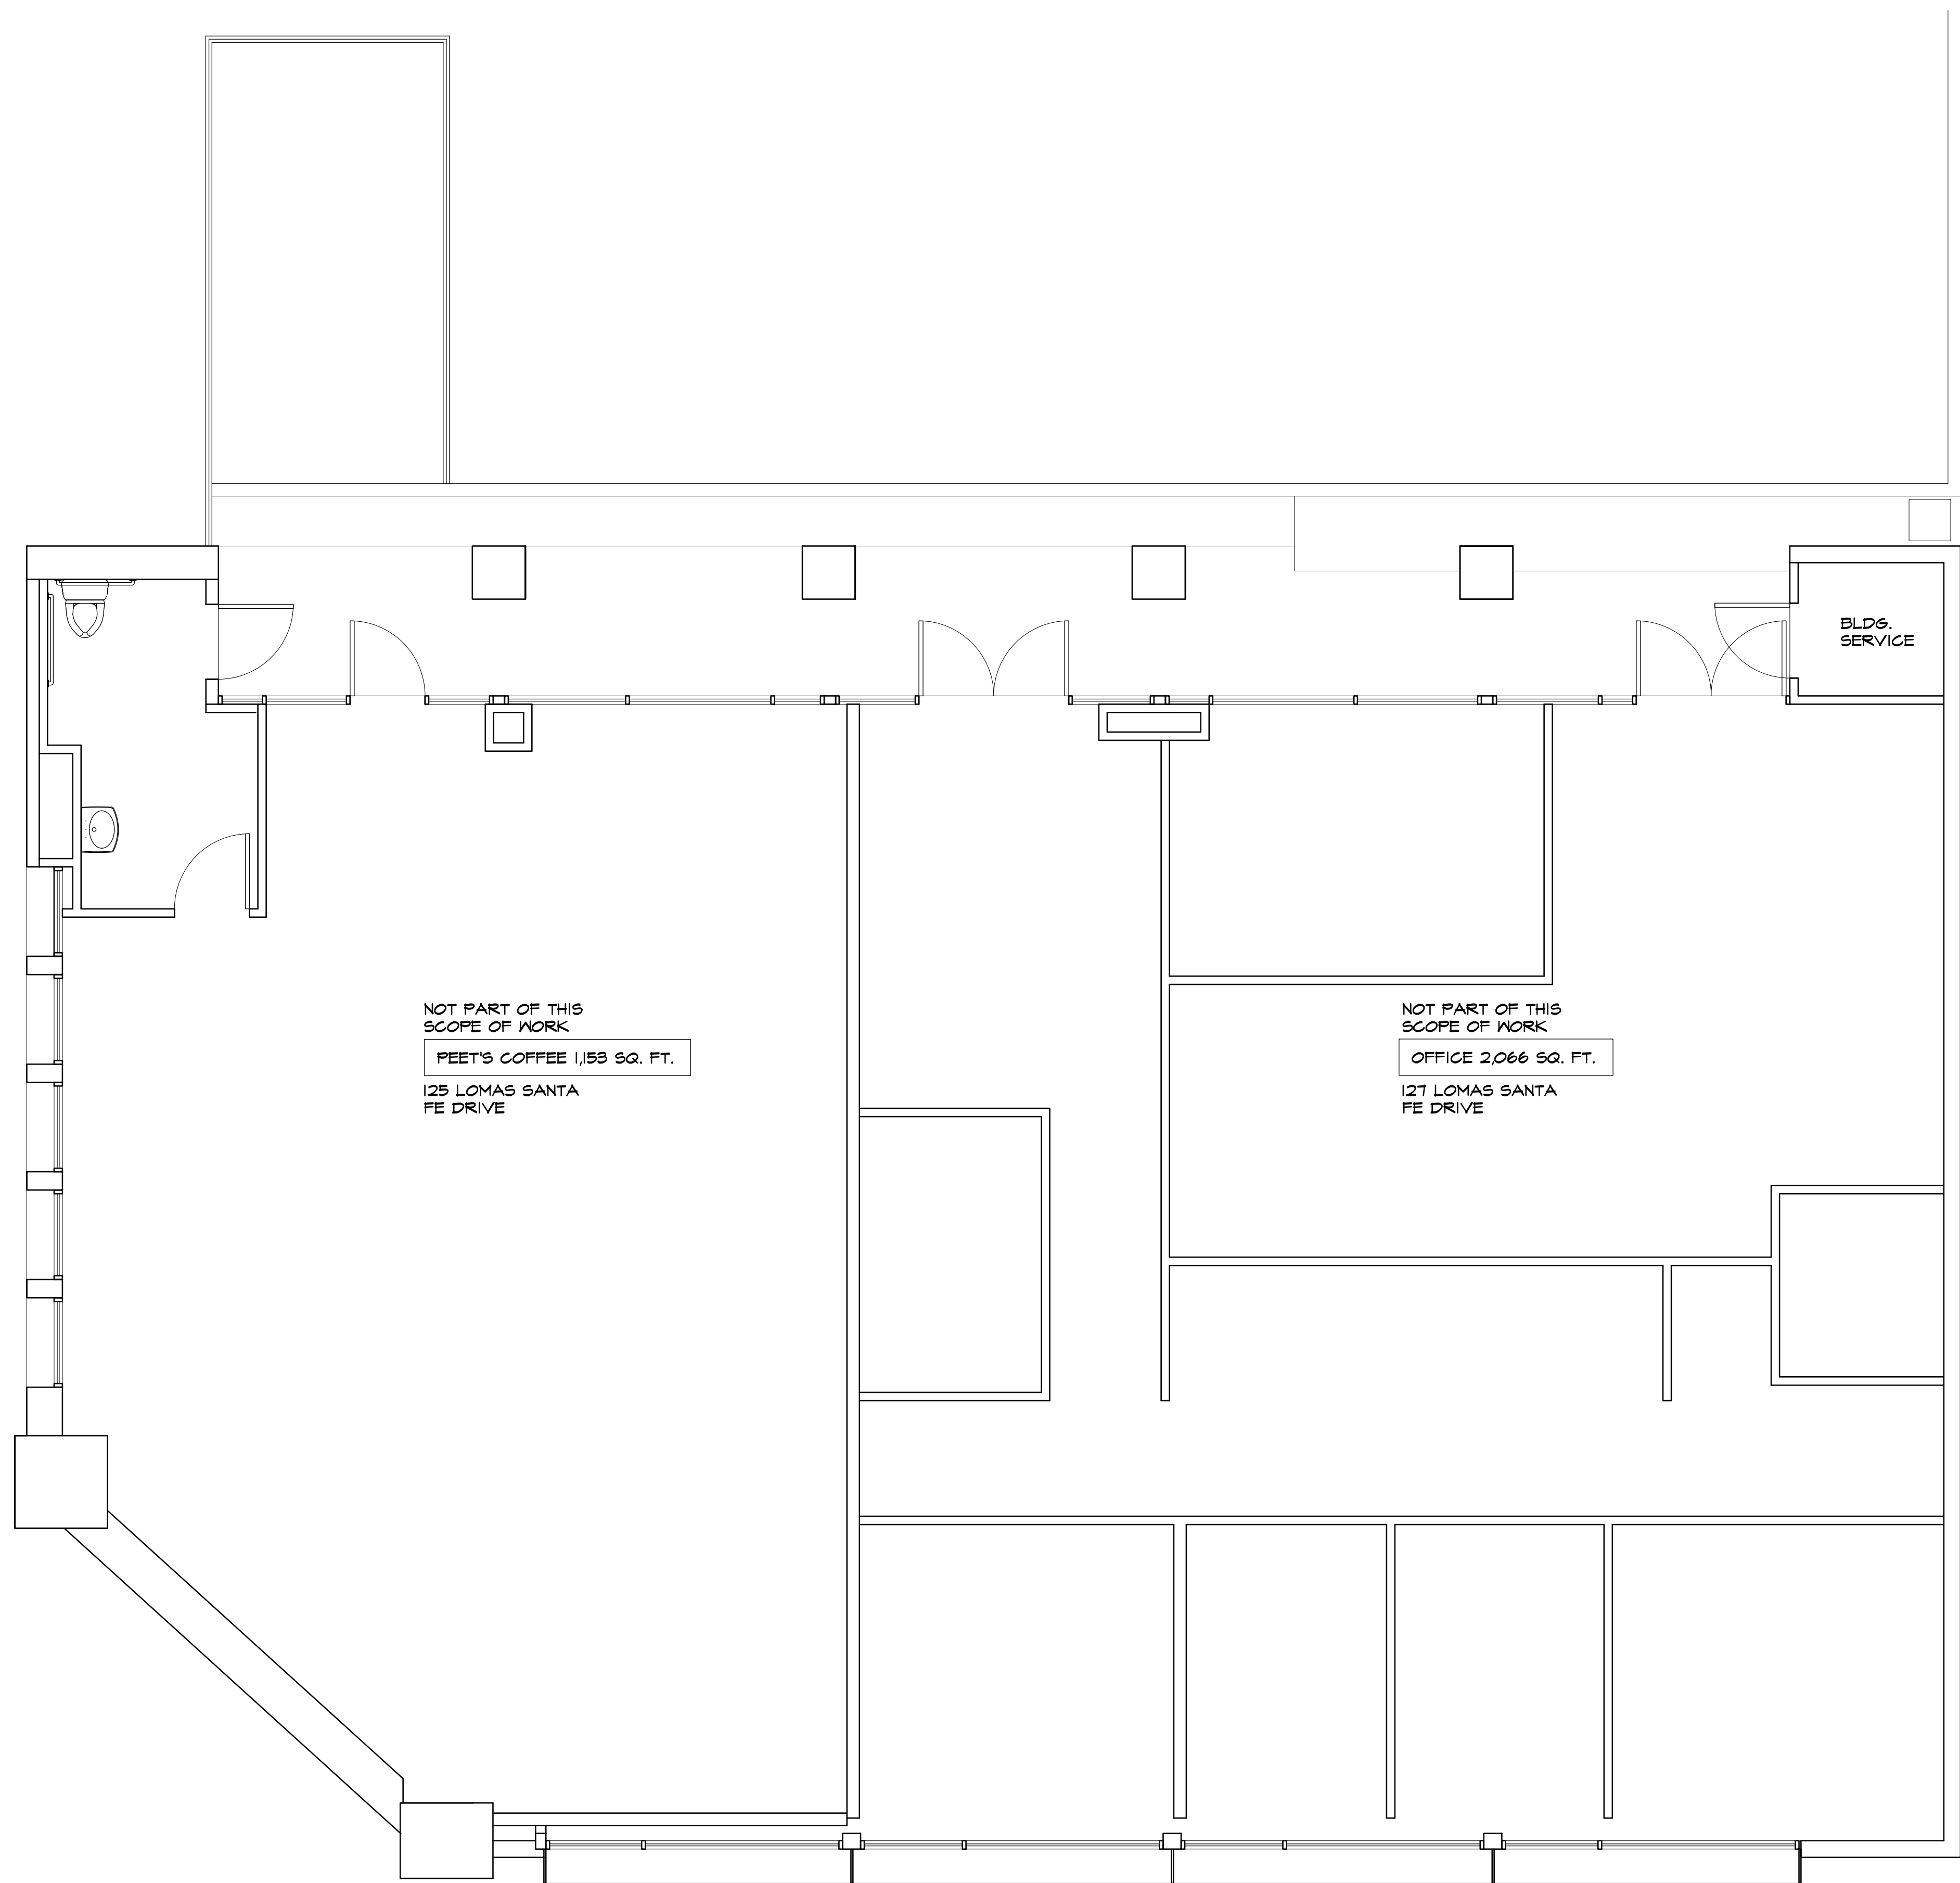 BLDG.
SERVICE
NOT PART OF THIS
SCOPE OF WORK
PEET'S COFFEE 1,153 SQ. FT.
125 LOMAS SANTA
FE DRIVE
NOT PART OF THIS
SCOPE OF WORK
OFFICE 2,066 SQ. FT.
127 LOMAS SANTA
FE DRIVE